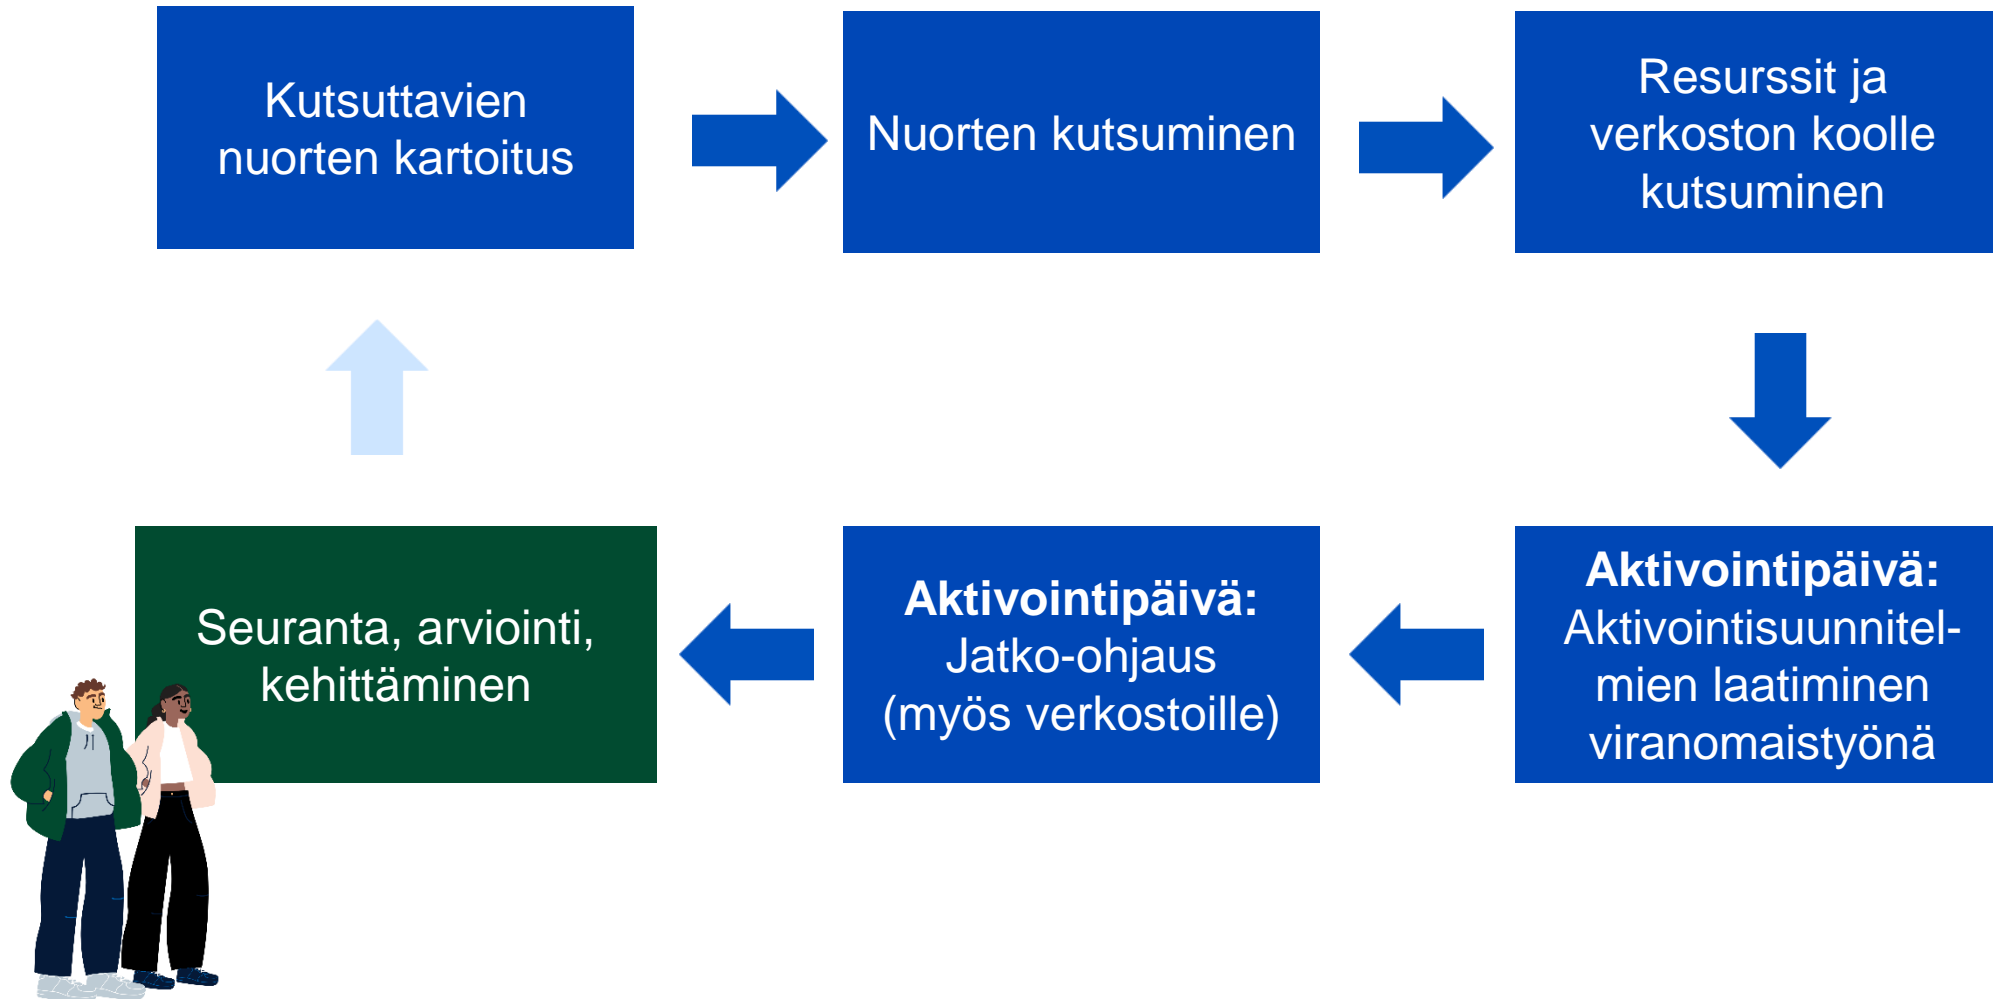 Kutsuttavien
nuorten kartoitus
Nuorten kutsuminen
Resurssit ja
verkoston koolle
kutsuminen
Aktivointipäivä:
Aktivointisuunnitel-
mien laatiminen
viranomaistyönä
Aktivointipäivä:
Jatko-ohjaus
(myös verkostoille)
Seuranta, arviointi,
kehittäminen